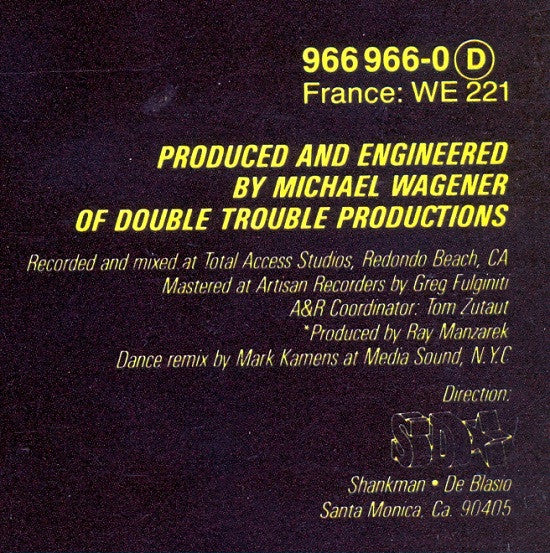 966 966-0 D
France: WE 221
PRODUCED AND ENGINEERED
BY MICHAEL WAGENER
OF DOUBLE TROUBLE PRODUCTIONS
Recorded and mixed at Total Access Studios, Redondo Beach, CA
Mastered at Artisan Recorders by Greg Fulginiti
A&R Coordinator: Tom Zutaut
*Produced by Ray Manzarek
Dance remix by Mark Kamens at Media Sound, N.Y.C
Direction:
Shankman • De Blasio
Santa Monica, Ca. 90405